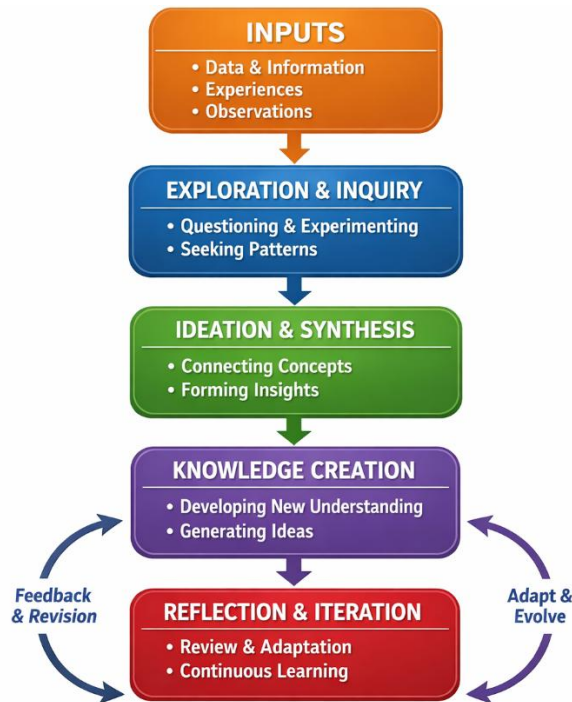 INPUTS
• Data & Information
• Experiences
• Observations
EXPLORATION & INQUIRY
• Questioning & Experimenting
• Seeking Patterns
IDEATION & SYNTHESIS
• Connecting Concepts
• Forming Insights
KNOWLEDGE CREATION
• Developing New Understanding
• Generating Ideas
Feedback
& Revision
Adapt &
Evolve
REFLECTION & ITERATION
• Review & Adaptation
• Continuous Learning